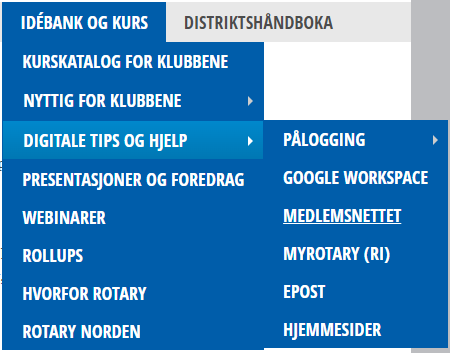 IDÉBANK OG KURS
DISTRIKTSHÅNDBOKA
KURSKATALOG FOR KLUBBENE
NYTTIG FOR KLUBBENE
DIGITALE TIPS OG HJELP
PRESENTASJONER OG FOREDRAG
WEBINARER
ROLLUPS
HVORFOR ROTARY
ROTARY NORDEN
PÅLOGGING
GOOGLE WORKSPACE
MEDLEMSNETTET
MYROTARY (RI)
EPOST
HJEMMESIDER